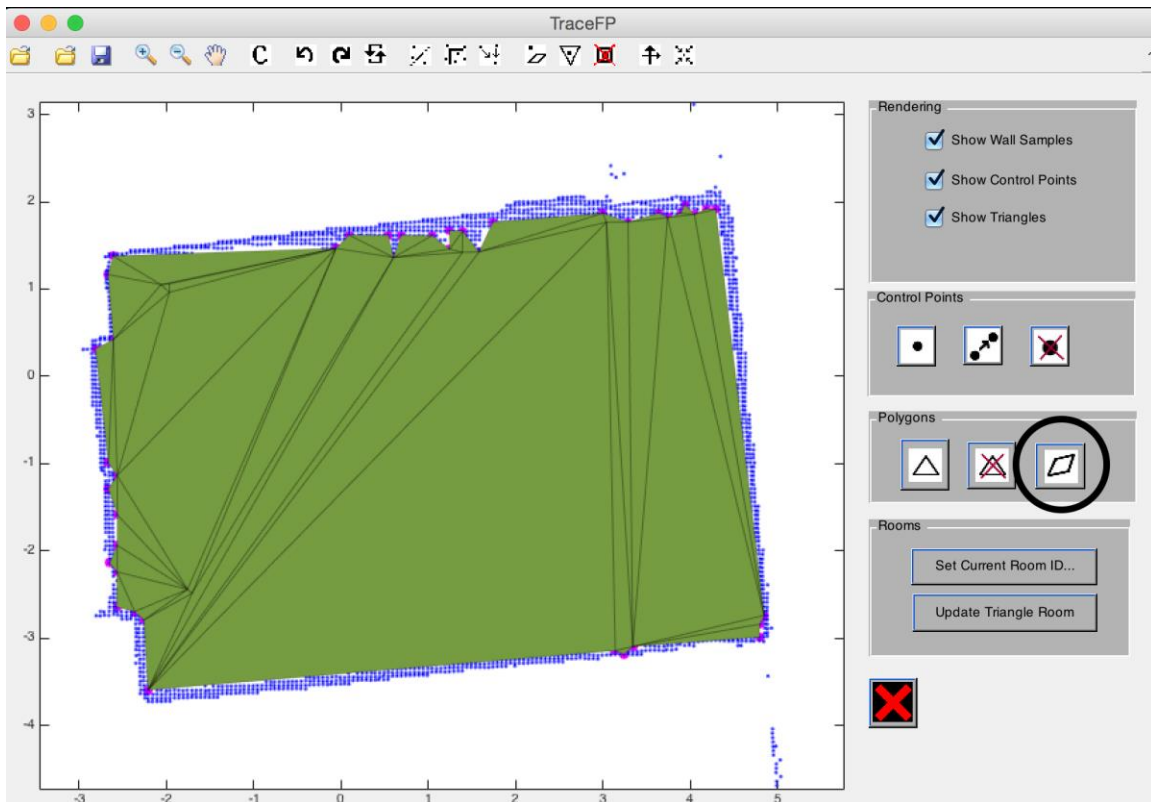 TraceFP
C
Rendering
Show Wall Samples
Show Control Points
Show Triangles
Control Points
Polygons
Rooms
Set Current Room ID...
Update Triangle Room
3
2
1
0
-1
-2
-3
-4
-3
-2
-1
0
1
2
3
4
5